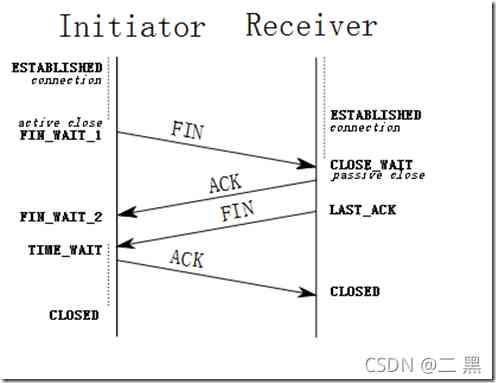 Initiator Receiver
ESTABLISHED
connection
active close
FIN_WAIT_1
ESTABLISHED
connection
FIN
CLOSE_WAIT
passive close
ACK
FIN
FIN_WAIT_2
LAST_ACK
TIME_WAIT
ACK
CLOSED
CLOSED
CSDN @二 黑